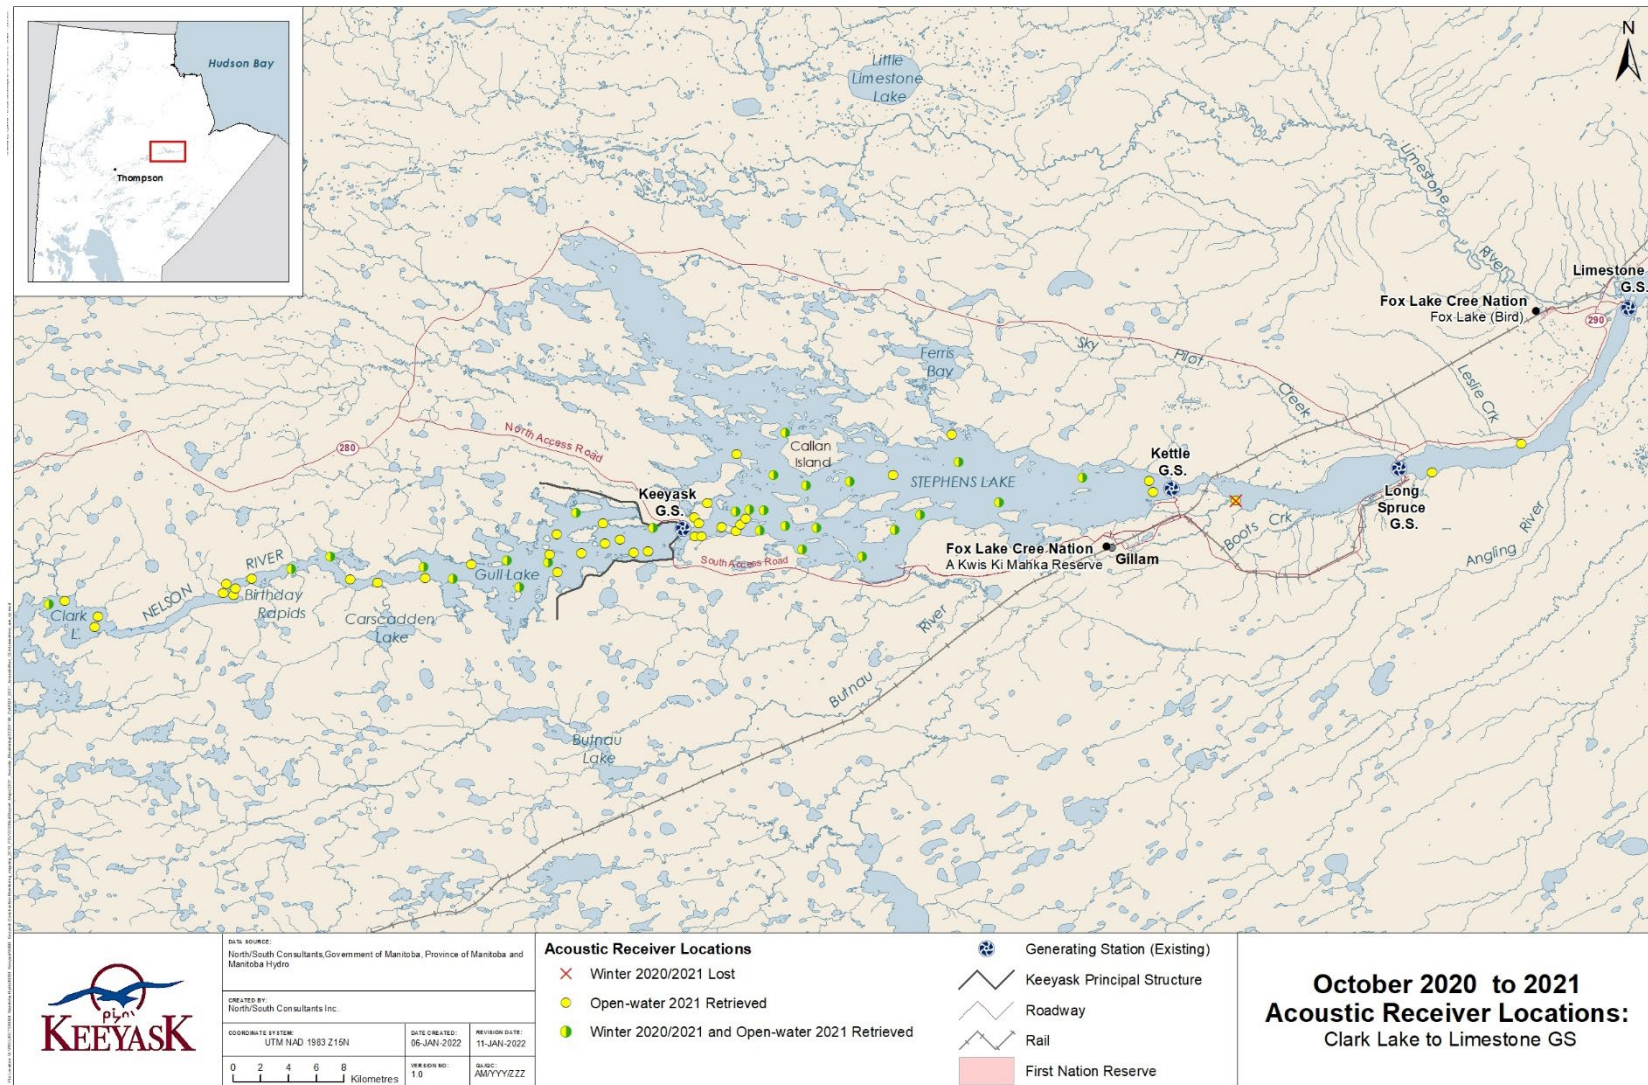 Hudson Bay
Thompson
N
Little
Limestone
Lake
Limestone
River
Limestone
G.S.
Fox Lake Cree Nation
Fox Lake (Bird)
290
Ferris
Bay
Sky
Pilot
Creek
Leslie Crk
North Access Road
280
Callan
Island
Kettle
G.S.
STEPHENS LAKE
Keeyask
G.S.
Long
Spruce
G.S.
Boots Crk
Angling
River
Fox Lake Cree Nation
A Kwis Ki Mahka Reserve
Gillam
South Access Road
NELSON
RIVER
Gull Lake
Birthday
Rapids
Clark
L.
Carscadden
Lake
Butnau
River
Butnau
Lake
ᑭᔮᐢᐠ
KEEYASK
DATA SOURCE:
North/South Consultants, Government of Manitoba, Province of Manitoba and
Manitoba Hydro
CREATED BY:
North/South Consultants Inc.
COORDINATE SYSTEM:
UTM NAD 1983 Z15N
DATE CREATED:
06-JAN-2022
REVISION DATE:
11-JAN-2022
0 2 4 6 8
Kilometres
VERSION NO:
1.0
QA/QC:
AM/YYY/ZZZ
Acoustic Receiver Locations
Winter 2020/2021 Lost
Open-water 2021 Retrieved
Winter 2020/2021 and Open-water 2021 Retrieved
Generating Station (Existing)
Keeyask Principal Structure
Roadway
Rail
First Nation Reserve
October 2020 to 2021
Acoustic Receiver Locations:
Clark Lake to Limestone GS